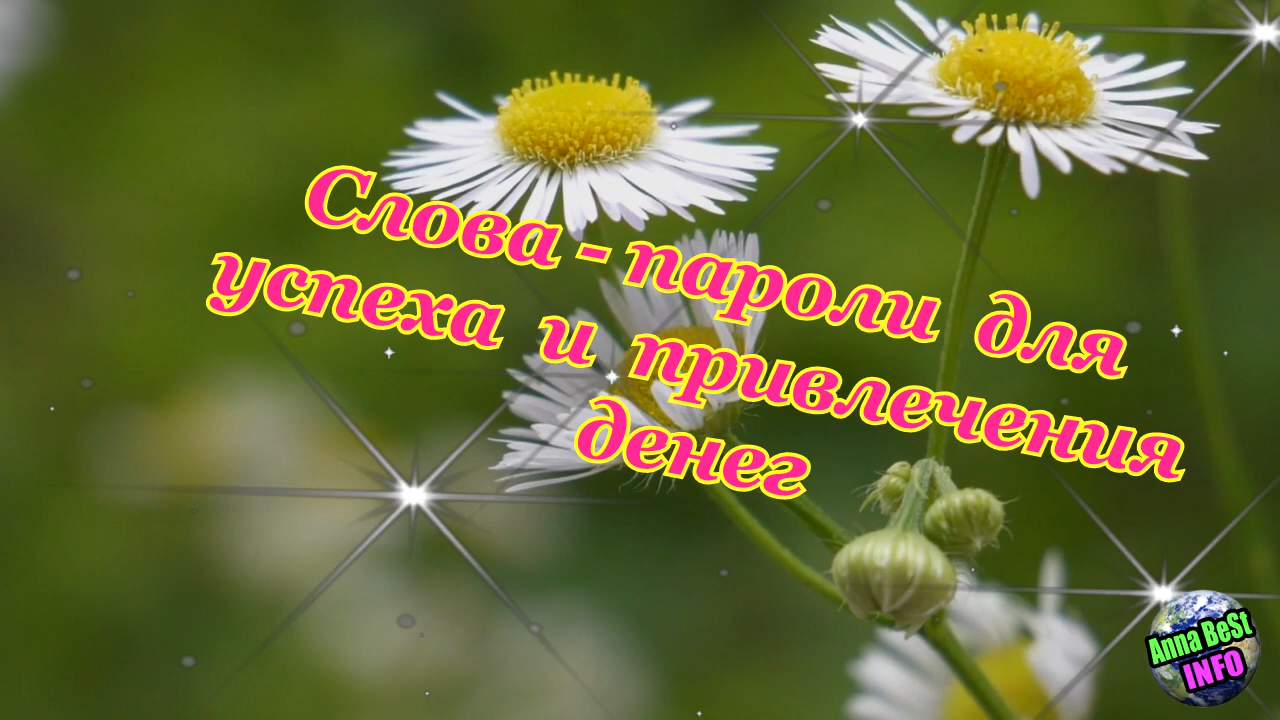 Слова - пароли для
успеха и привлечения
денег
Anna BeSt
INFO